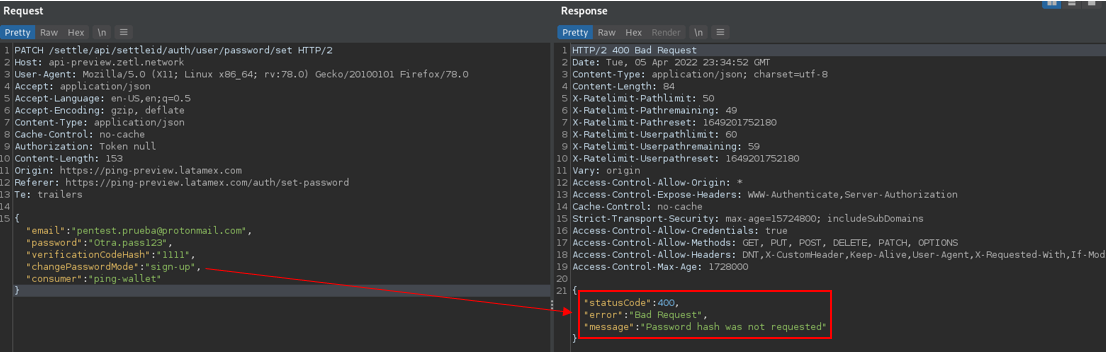 Request
Pretty Raw Hex \n
1 PATCH /settle/api/settleid/auth/user/password/set HTTP/2
2 Host: api-preview.zetl.network
3 User-Agent: Mozilla/5.0 (X11; Linux x86_64; rv:78.0) Gecko/20100101 Firefox/78.0
4 Accept: application/json
5 Accept-Language: en-US,en;q=0.5
6 Accept-Encoding: gzip, deflate
7 Content-Type: application/json
8 Cache-Control: no-cache
9 Authorization: Token null
10 Content-Length: 153
11 Origin: https://ping-preview.latamex.com
12 Referer: https://ping-preview.latamex.com/auth/set-password
13 Te: trailers
14
15 {
"email":"pentest.prueba@protonmail.com",
"password":"Otra.pass123",
"verificationCodeHash":"1111",
"changePasswordMode":"sign-up",
"consumer":"ping-wallet"
}
Response
Pretty Raw Hex Render \n
1 HTTP/2 400 Bad Request
2 Date: Tue, 05 Apr 2022 23:34:52 GMT
3 Content-Type: application/json; charset=utf-8
4 Content-Length: 84
5 X-Ratelimit-Pathlimit: 50
6 X-Ratelimit-Pathremaining: 49
7 X-Ratelimit-Pathreset: 1649201752180
8 X-Ratelimit-Userpathlimit: 60
9 X-Ratelimit-Userpathremaining: 59
10 X-Ratelimit-Userpathreset: 1649201752180
11 Vary: origin
12 Access-Control-Allow-Origin: *
13 Access-Control-Expose-Headers: WWW-Authenticate,Server-Authorization
14 Cache-Control: no-cache
15 Strict-Transport-Security: max-age=15724800; includeSubDomains
16 Access-Control-Allow-Credentials: true
17 Access-Control-Allow-Methods: GET, PUT, POST, DELETE, PATCH, OPTIONS
18 Access-Control-Allow-Headers: DNT,X-CustomHeader,Keep-Alive,User-Agent,X-Requested-With,If-Mod
19 Access-Control-Max-Age: 1728000
20
21 {
"statusCode":400,
"error":"Bad Request",
"message":"Password hash was not requested"
}